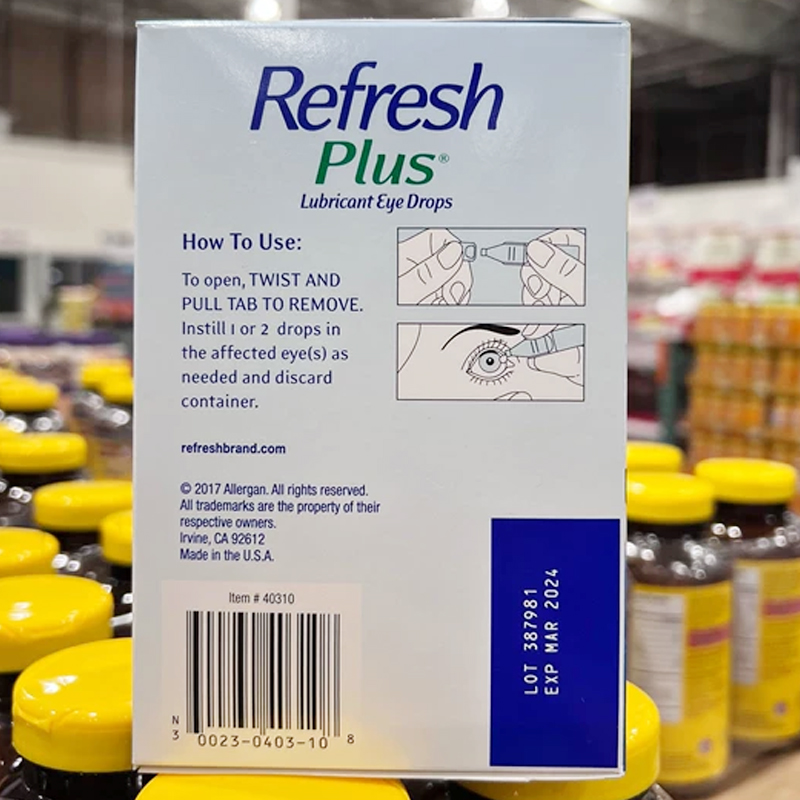 Refresh
Plus®
Lubricant Eye Drops
How To Use:
To open, TWIST AND
PULL TAB TO REMOVE.
Instill 1 or 2 drops in
the affected eye(s) as
needed and discard
container.
refreshbrand.com
© 2017 Allergan. All rights reserved.
All trademarks are the property of their
respective owners.
Irvine, CA 92612
Made in the U.S.A.
Item # 40310
N
3 0023-0403-10 8
LOT 387981
EXP MAR 2024